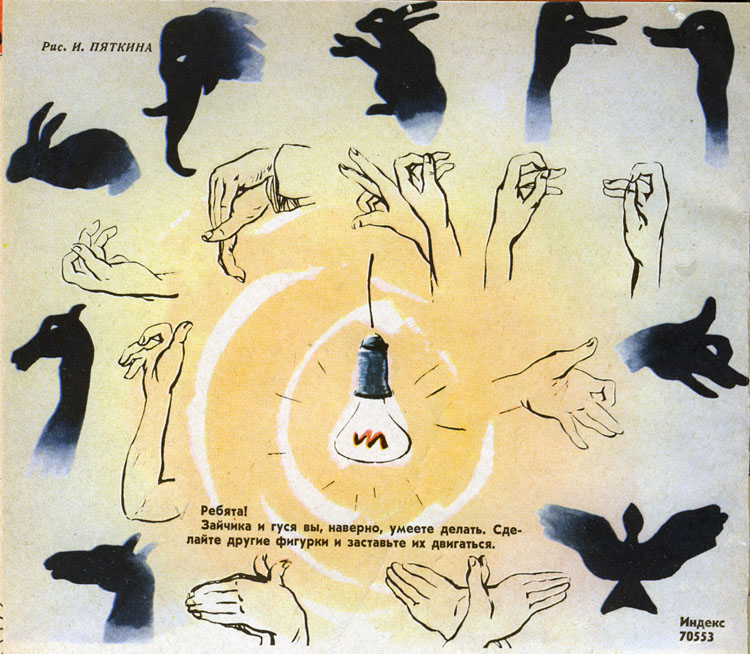 Рис. И. ПЯТКИНА
Ребята!
Зайчика и гуся вы, наверно, умеете делать. Сде-
лайте другие фигурки и заставьте их двигаться.
Индекс
70553